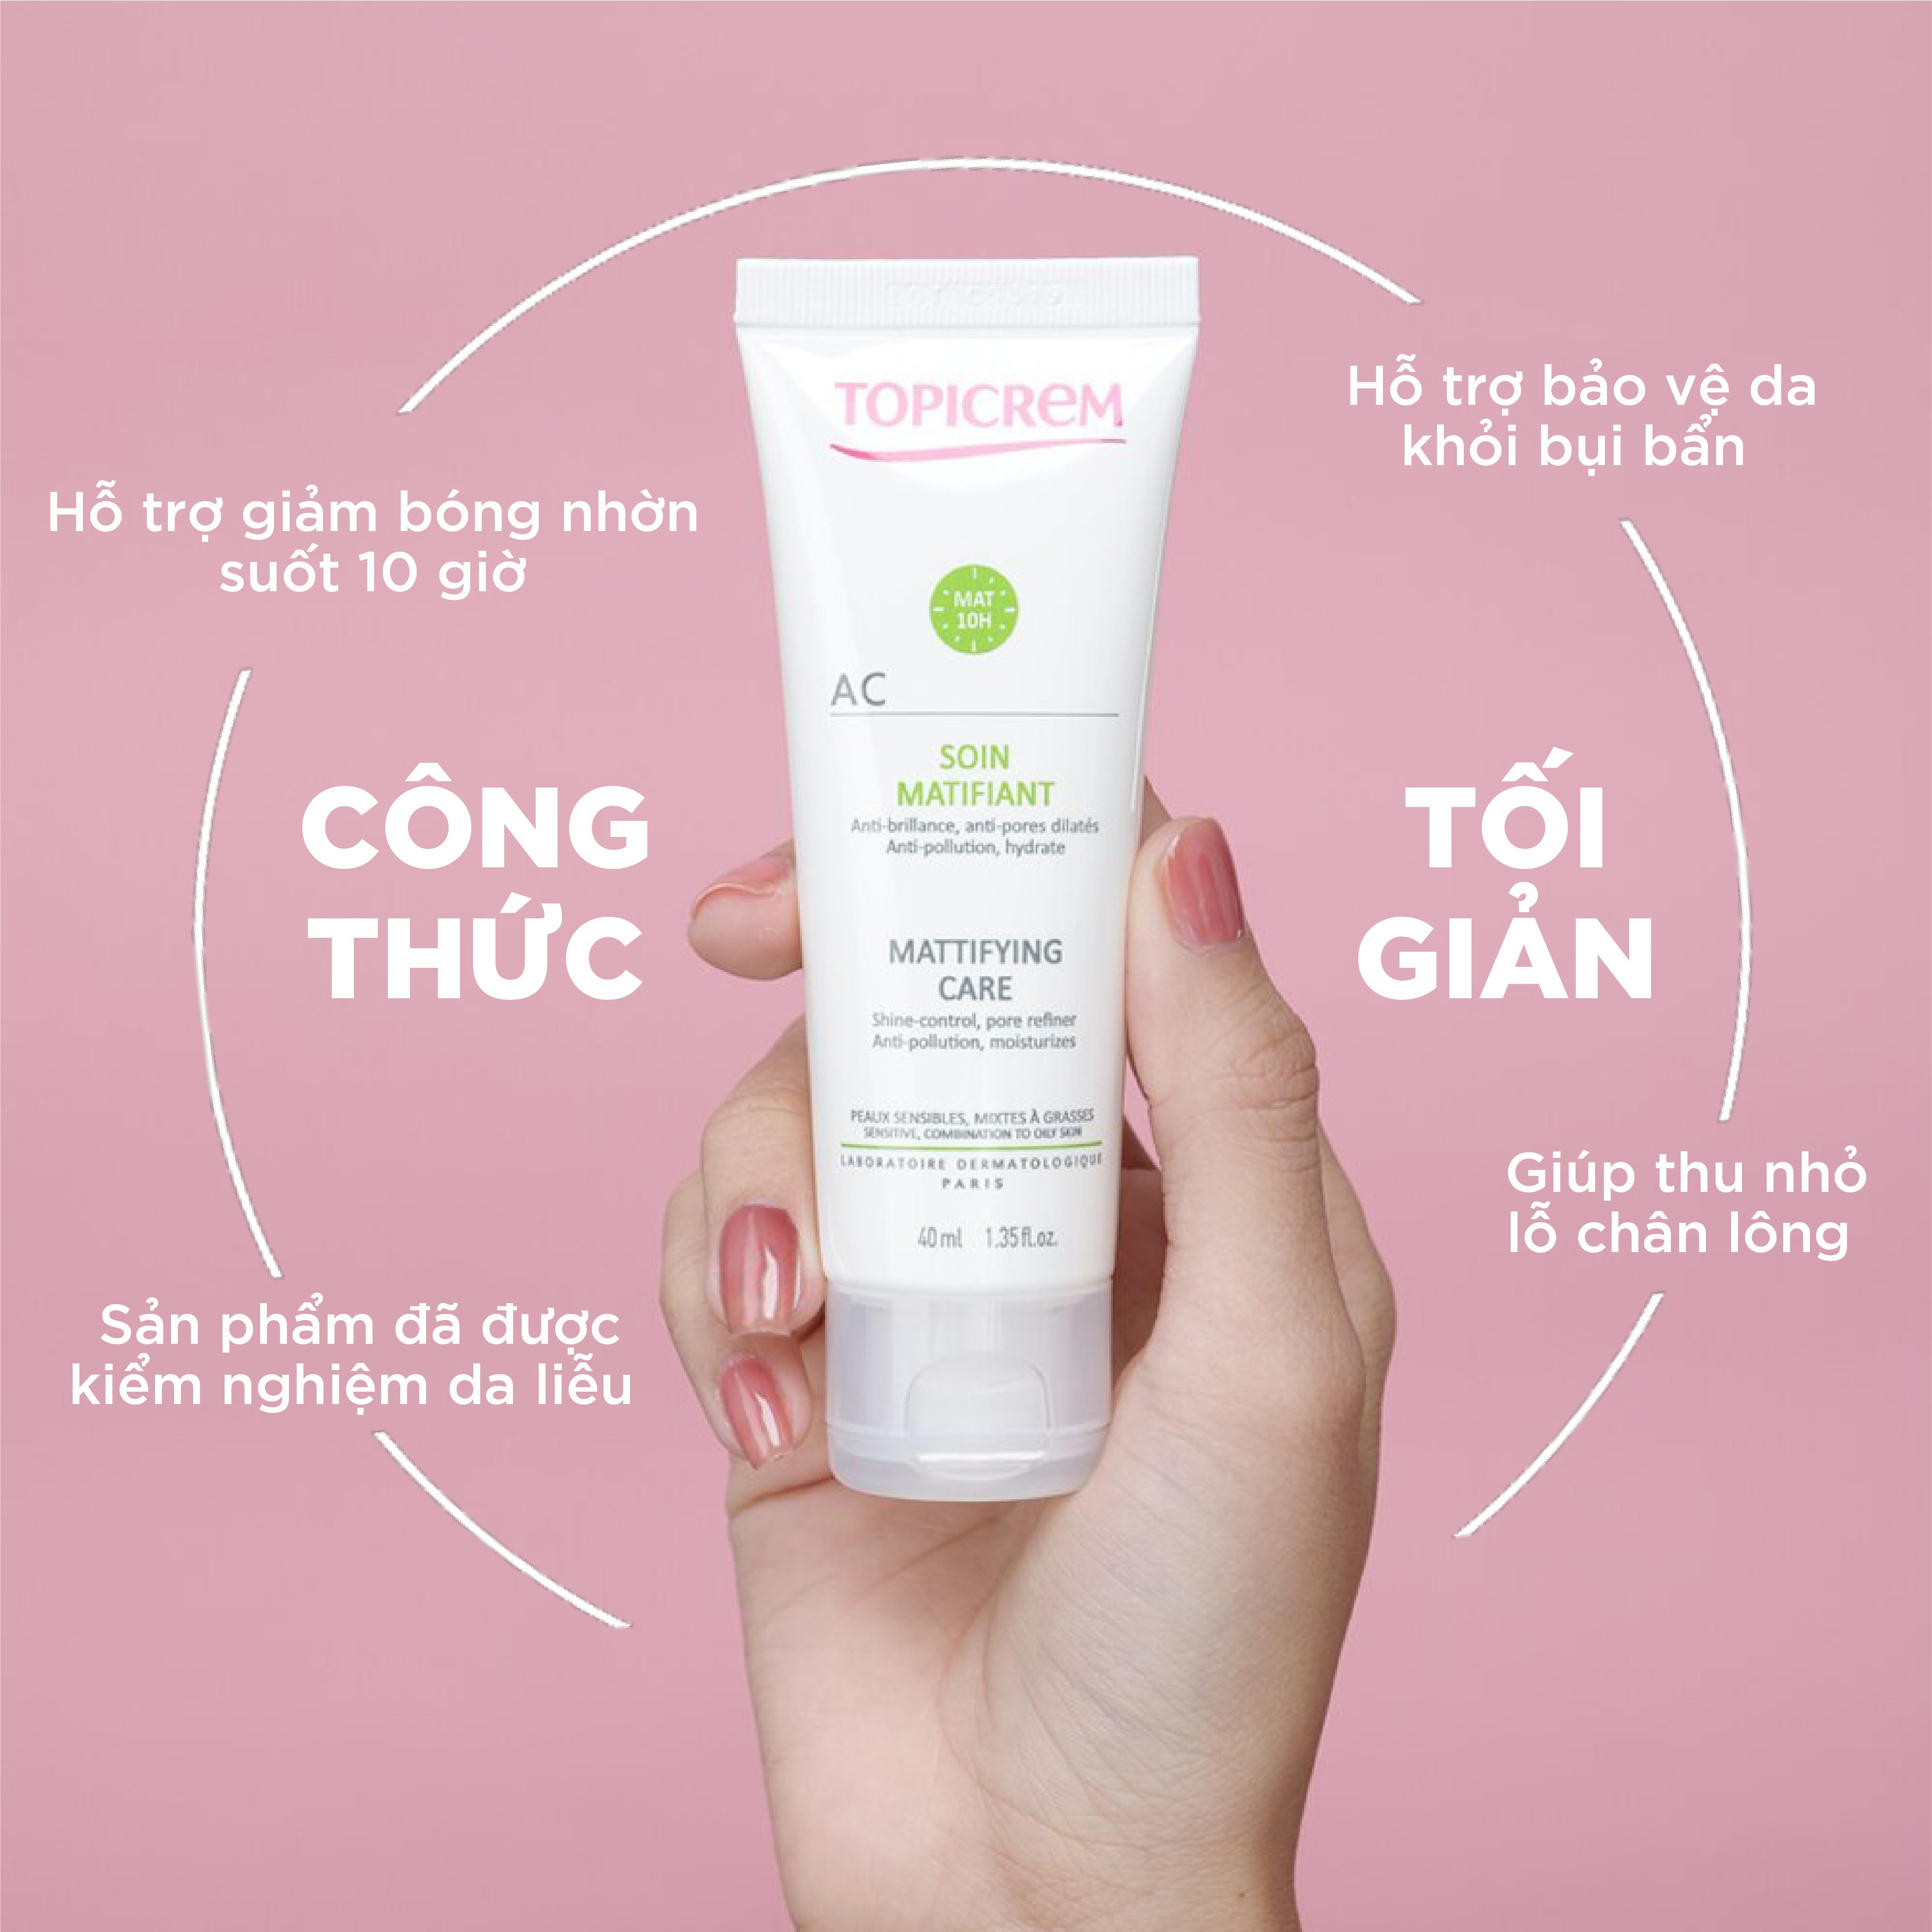 Hỗ trợ bảo vệ da
khỏi bụi bẩn
Hỗ trợ giảm bóng nhờn
suốt 10 giờ
CÔNG
THỨC
TỐI
GIẢN
Giúp thu nhỏ
lỗ chân lông
Sản phẩm đã được
kiểm nghiệm da liễu
TOPICREM
MAT
10H
AC
SOIN
MATIFIANT
Anti-brillance, anti-pores dilatés
Anti-pollution, hydrate
MATTIFYING
CARE
Shine-control, pore refiner
Anti-pollution, moisturizes
PEAUX SENSIBLES, MIXTES À GRASSES
SENSITIVE, COMBINATION TO OILY SKIN
LABORATOIRE DERMATOLOGIQUE
PARIS
40 ml 1.35 fl.oz.